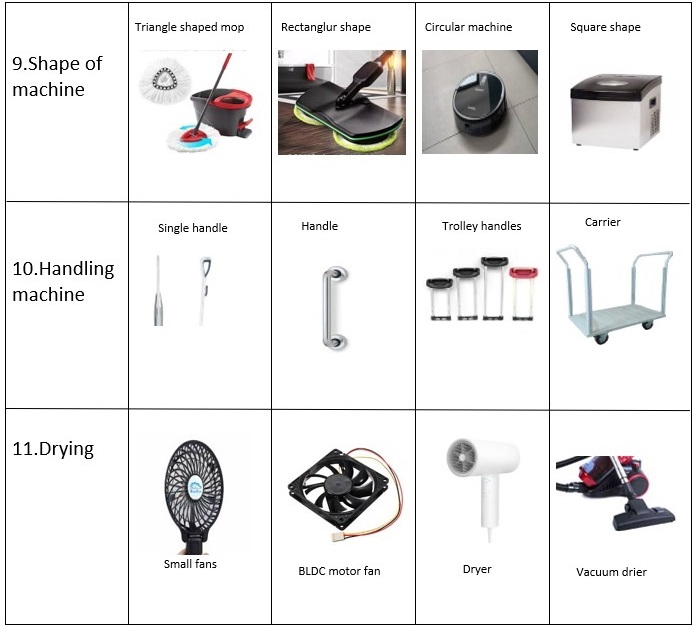 Triangle shaped mop
Rectanglur shape
Circular machine
Square shape
9.Shape of
machine
Single handle
Handle
Trolley handles
Carrier
10.Handling
machine
11.Drying
Small fans
BLDC motor fan
Dryer
Vacuum drier